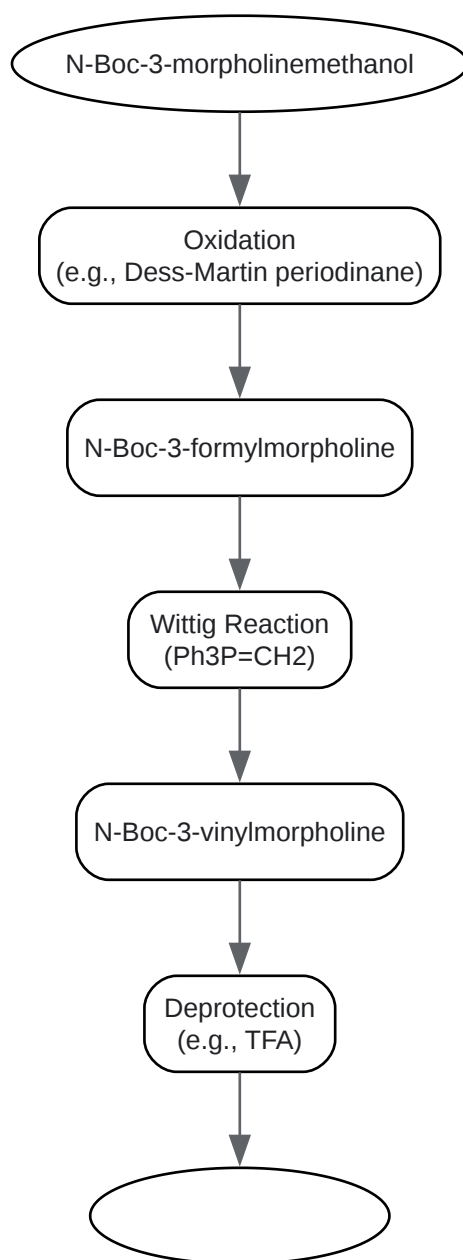 N-Boc-3-morpholinemethanol
Oxidation
(e.g., Dess-Martin periodinane)
N-Boc-3-formylmorpholine
Wittig Reaction
(Ph3P=CH2)
N-Boc-3-vinylmorpholine
Deprotection
(e.g., TFA)